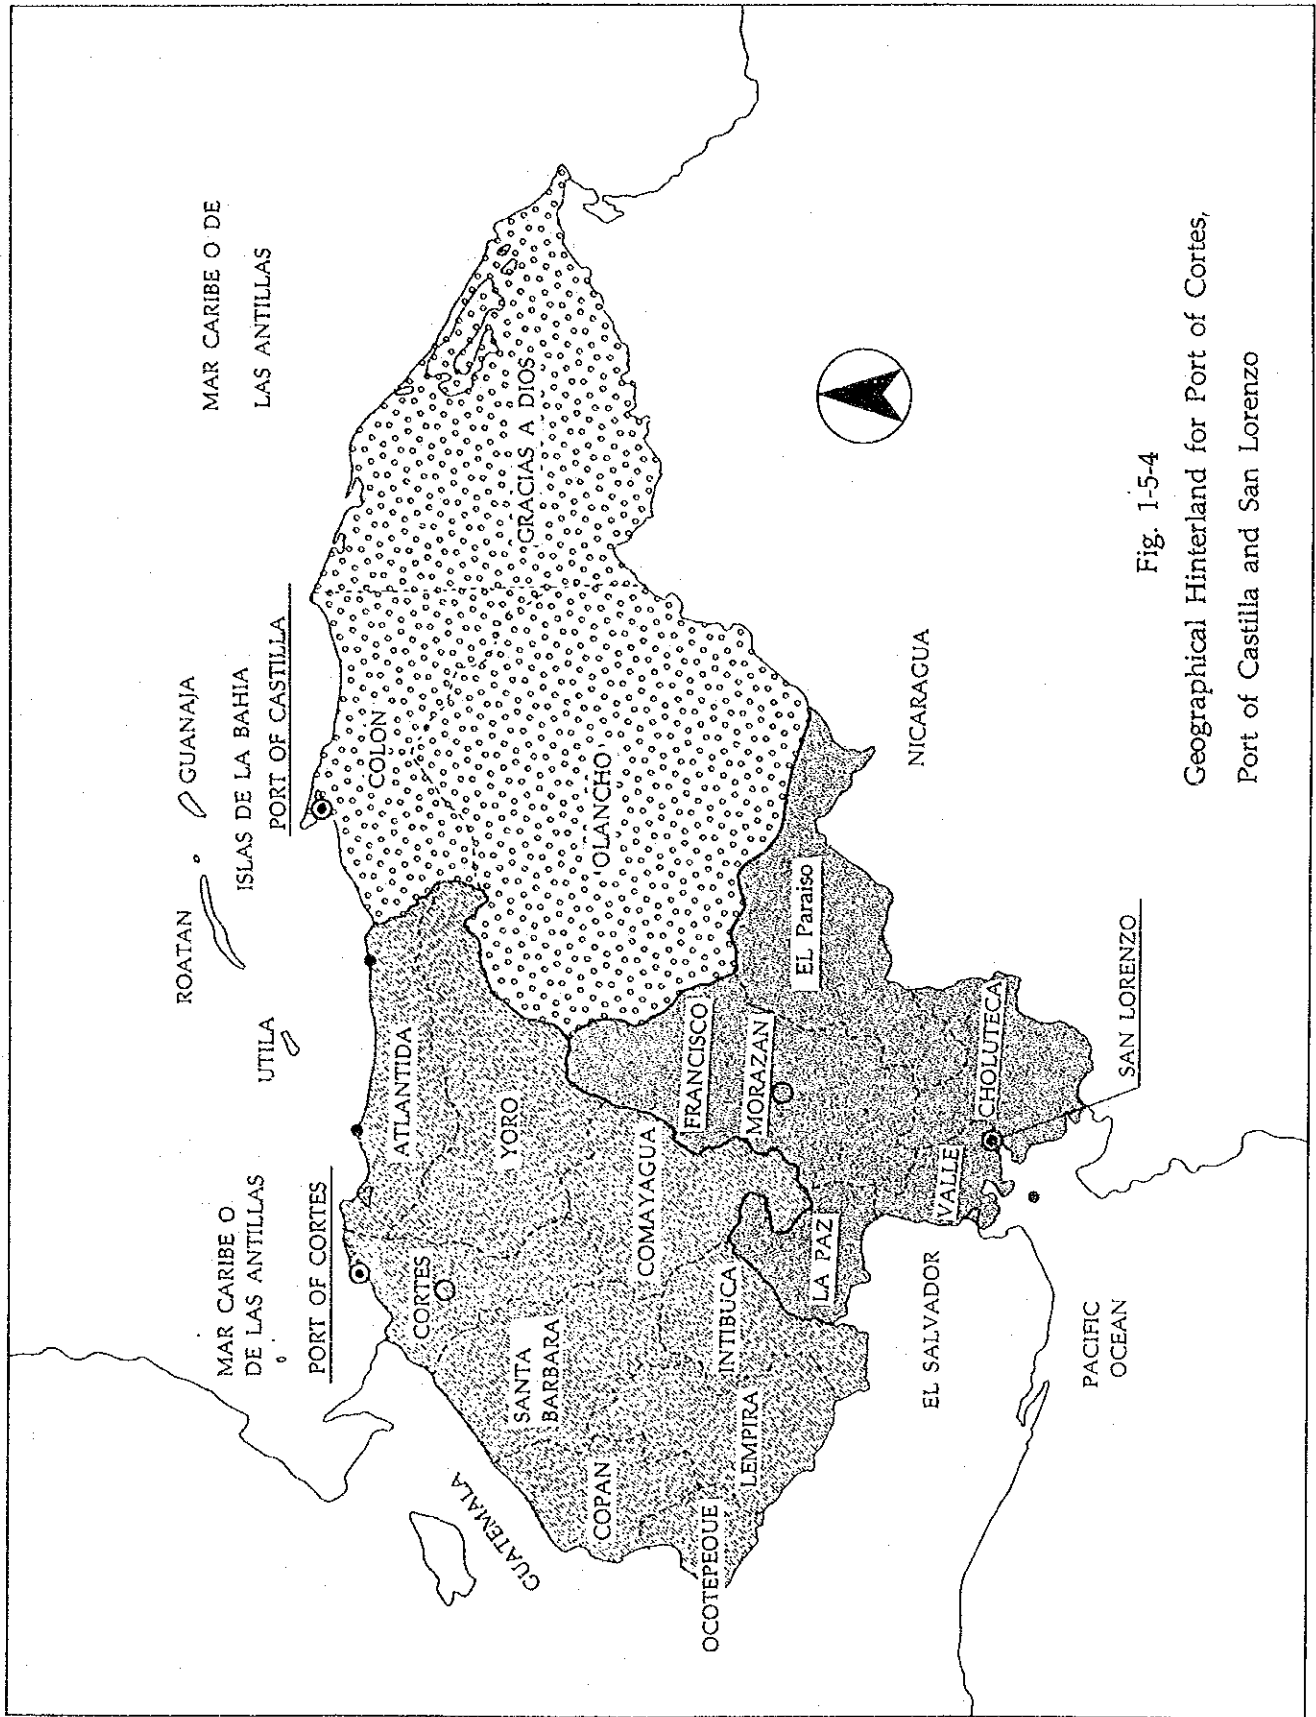 MAR CARIBE O
DE LAS ANTILLAS
PORT OF CORTES
UTILA
ROATAN
GUANAJA
ISLAS DE LA BAHIA
PORT OF CASTILLA
MAR CARIBE O DE
LAS ANTILLAS
GUATEMALA
CORTES
ATLANTIDA
YORO
COLON
GRACIAS A DIOS
SANTA
BARBARA
COPAN
COMAYAGUA
OLANCHO
OCOTEPEQUE
LEMPIRA
INTIBUCA
LA PAZ
FRANCISCO
MORAZAN
EL Paraiso
VALLE
CHOLUTECA
SAN LORENZO
EL SALVADOR
NICARAGUA
PACIFIC
OCEAN
Fig. 1-5-4
Geographical Hinterland for Port of Cortes,
Port of Castilla and San Lorenzo